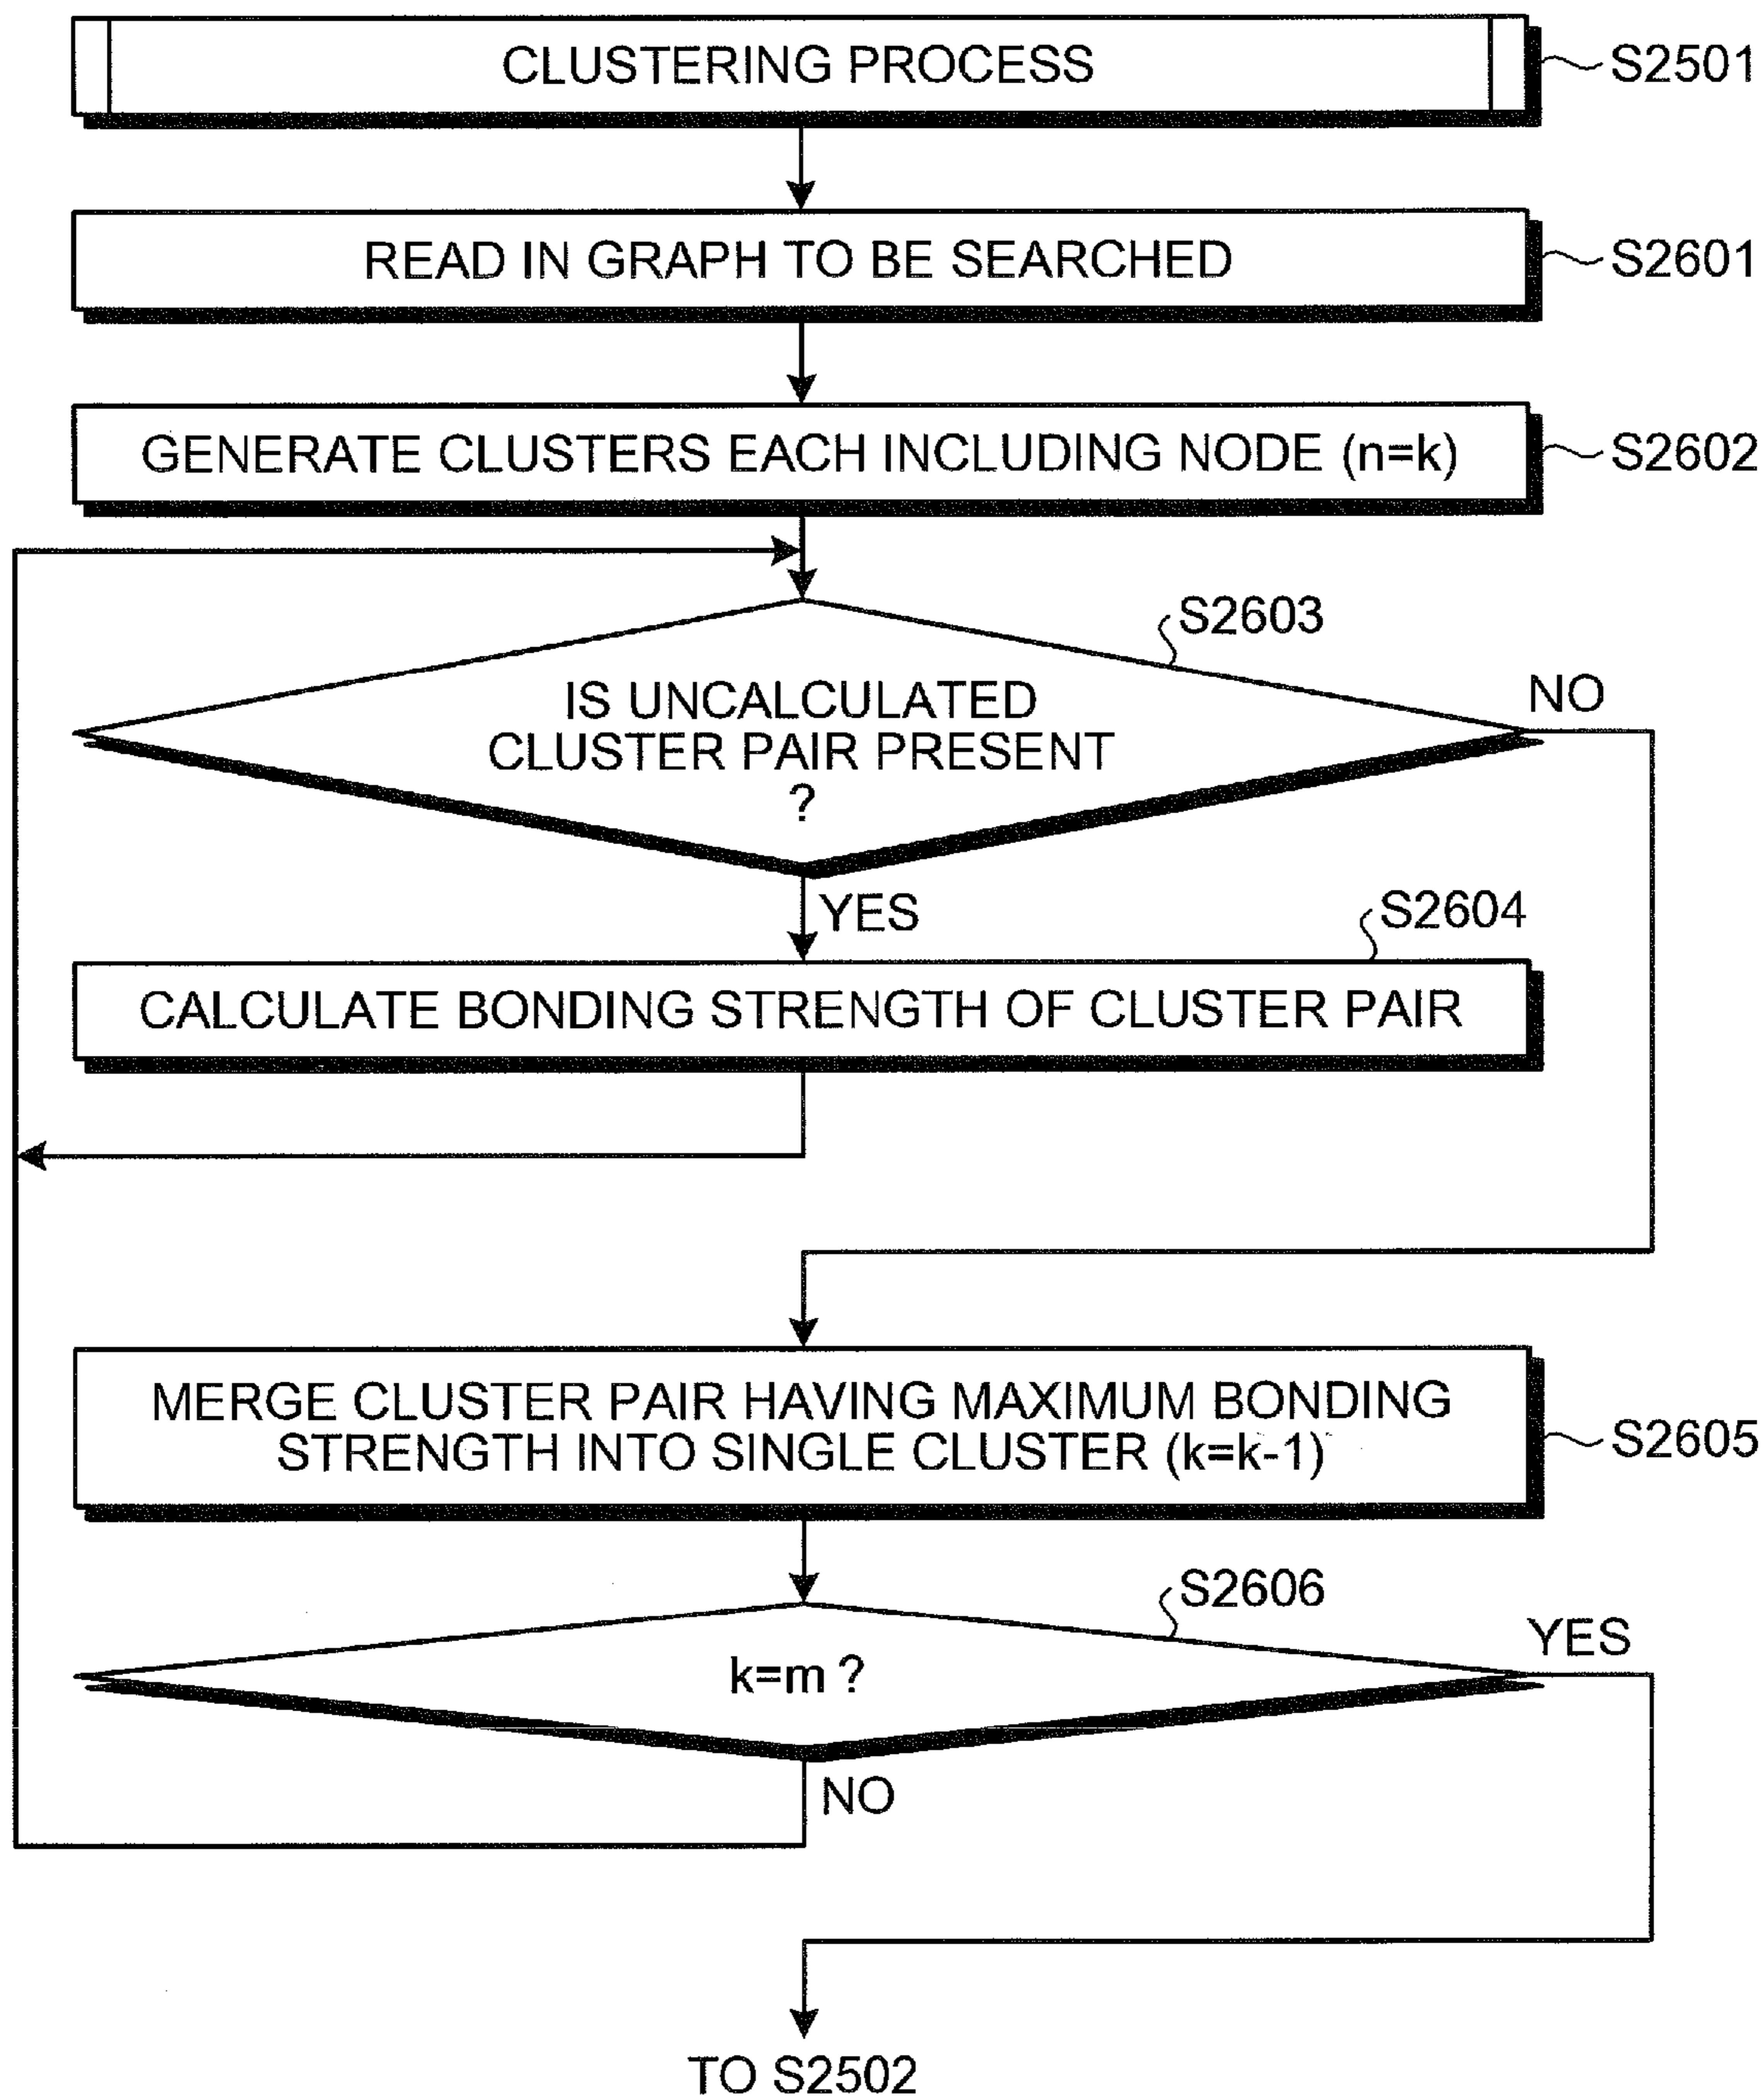 CLUSTERING PROCESS
S2501
READ IN GRAPH TO BE SEARCHED
S2601
GENERATE CLUSTERS EACH INCLUDING NODE (n=k)
S2602
S2603
IS UNCALCULATED
CLUSTER PAIR PRESENT
?
NO
YES
S2604
CALCULATE BONDING STRENGTH OF CLUSTER PAIR
MERGE CLUSTER PAIR HAVING MAXIMUM BONDING
STRENGTH INTO SINGLE CLUSTER (k=k-1)
S2605
S2606
k=m ?
YES
NO
TO S2502